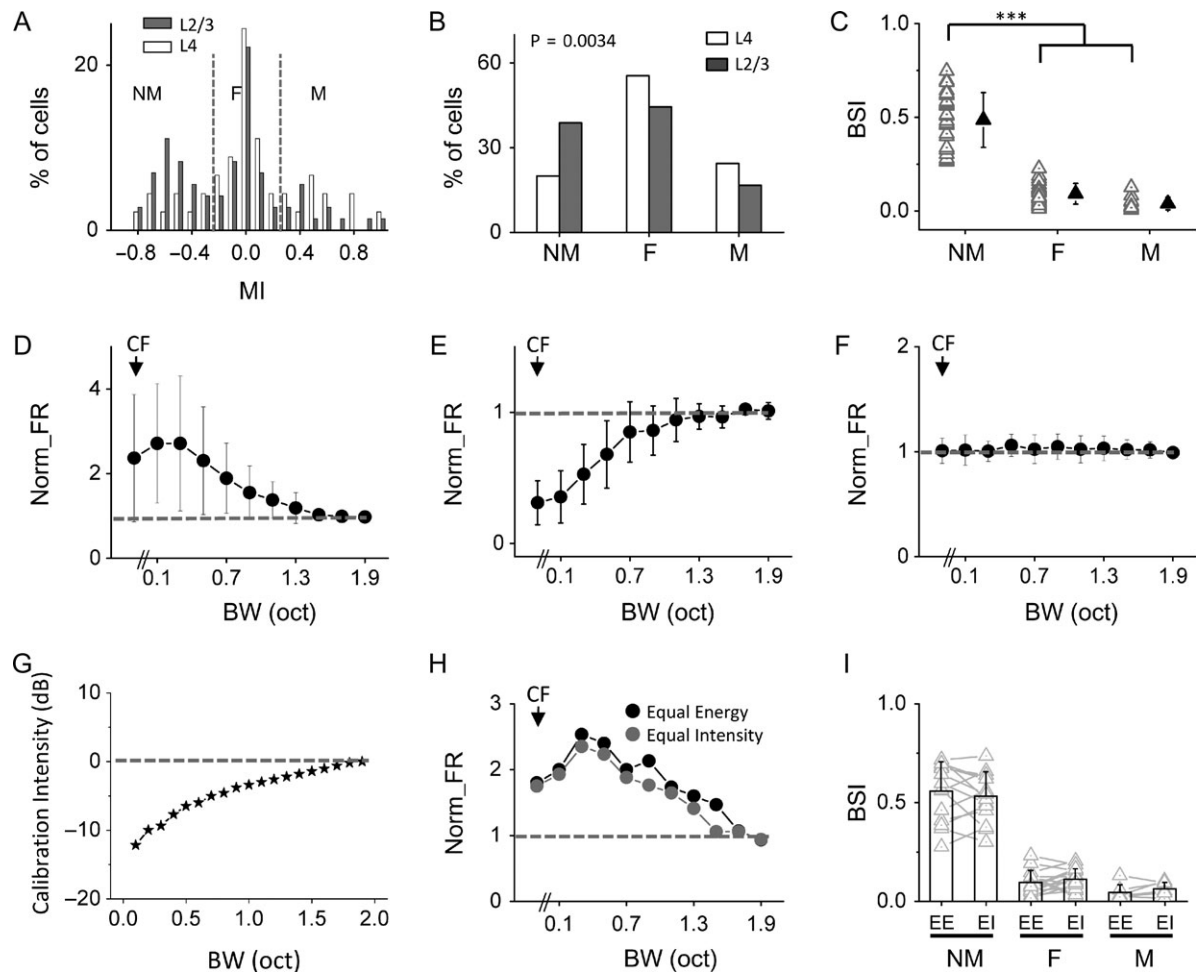 A
L2/3
L4
20
0
NM
F
M
% of cells
−0.8
−0.4
0.0
0.4
0.8
MI
B
P = 0.0034
L4
L2/3
60
30
0
% of cells
NM
F
M
C
***
1.0
0.5
0.0
BSI
NM
F
M
D
CF
4
2
0
Norm_FR
0.1
0.7
1.3
1.9
BW (oct)
E
CF
1
0
Norm_FR
0.1
0.7
1.3
1.9
BW (oct)
F
CF
2
1
0
Norm_FR
0.1
0.7
1.3
1.9
BW (oct)
G
10
0
−10
−20
Calibration Intensity (dB)
0.0
0.5
1.0
1.5
2.0
BW (oct)
H
CF
Equal Energy
Equal Intensity
3
2
1
0
Norm_FR
0.1
0.7
1.3
1.9
BW (oct)
I
1.0
0.5
0.0
BSI
EE
EI
EE
EI
EE
EI
NM
F
M